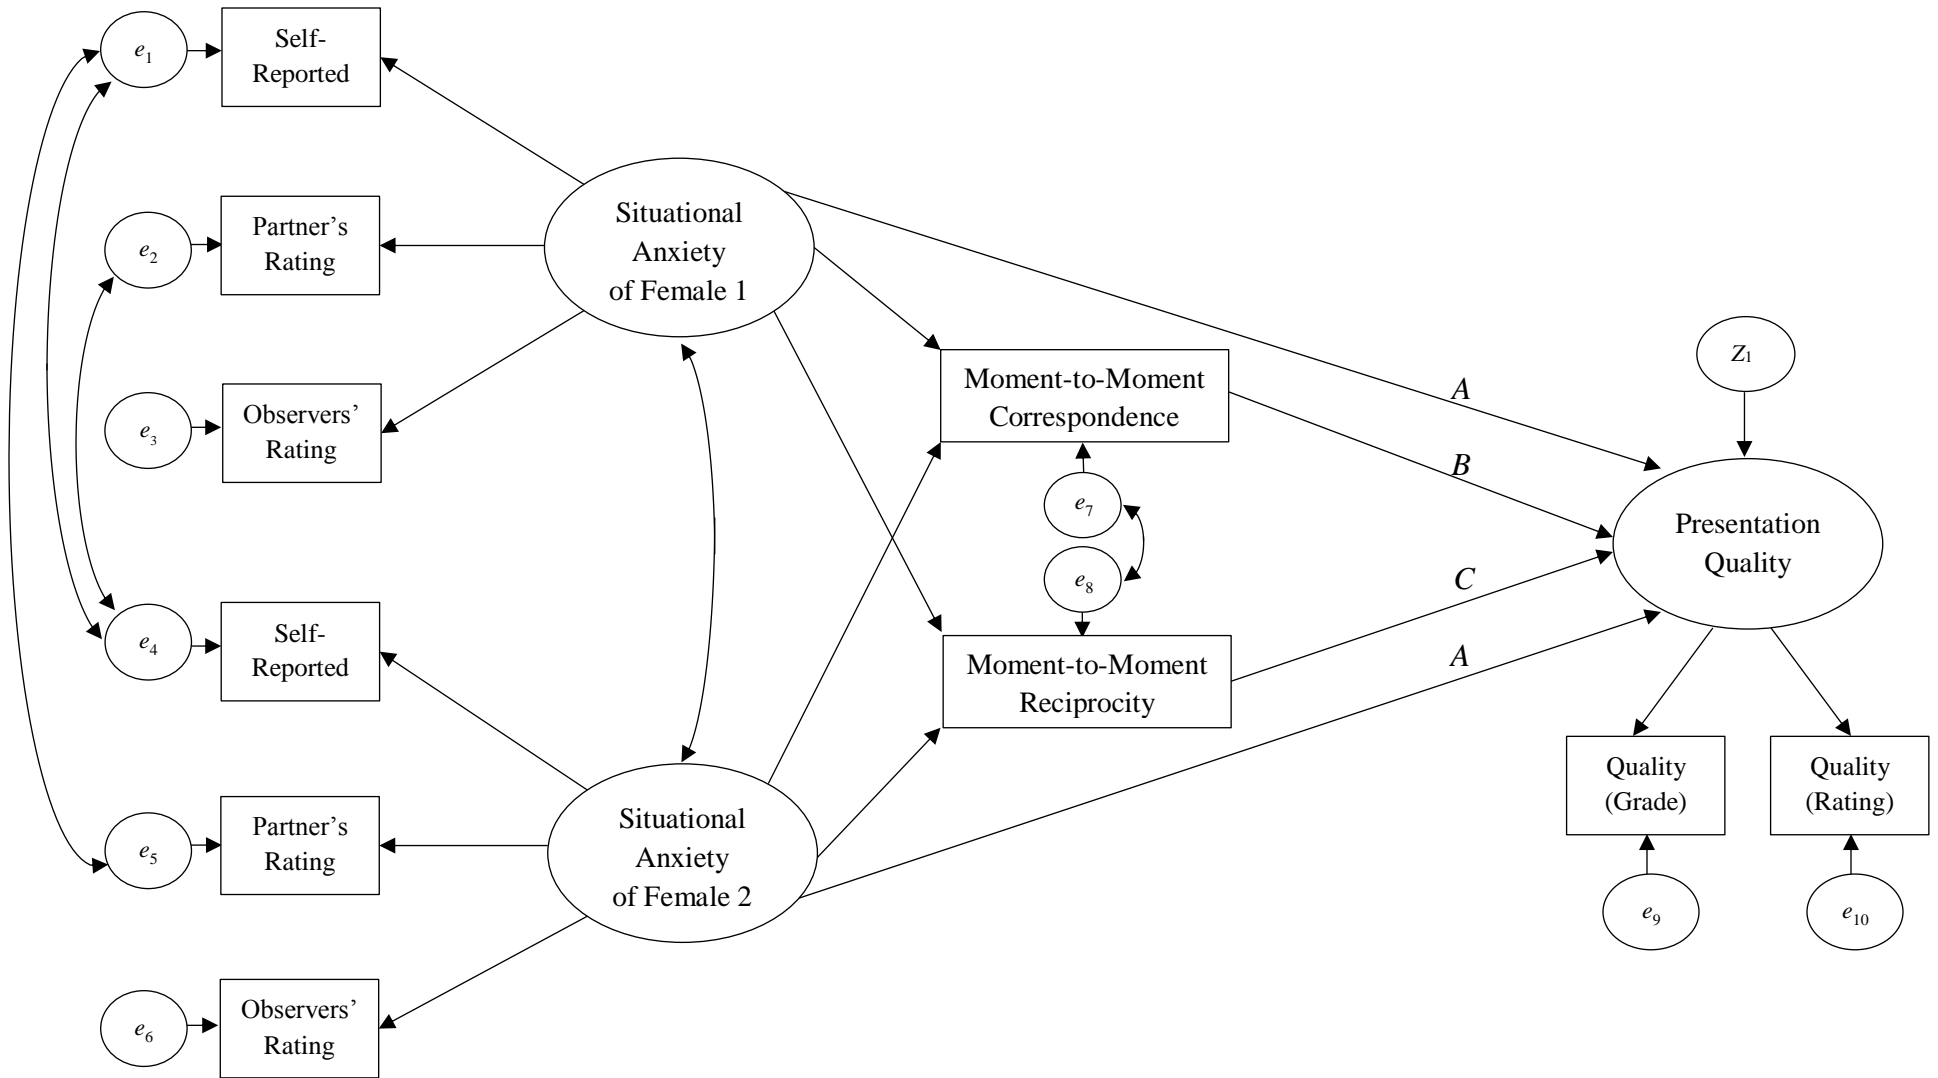 e1
Self-
Reported
e2
Partner’s
Rating
e3
Observers’
Rating
Situational
Anxiety
of Female 1
e4
Self-
Reported
e5
Partner’s
Rating
e6
Observers’
Rating
Situational
Anxiety
of Female 2
Moment-to-Moment
Correspondence
e7
e8
Moment-to-Moment
Reciprocity
A
B
C
A
Z1
Presentation
Quality
Quality
(Grade)
Quality
(Rating)
e9
e10